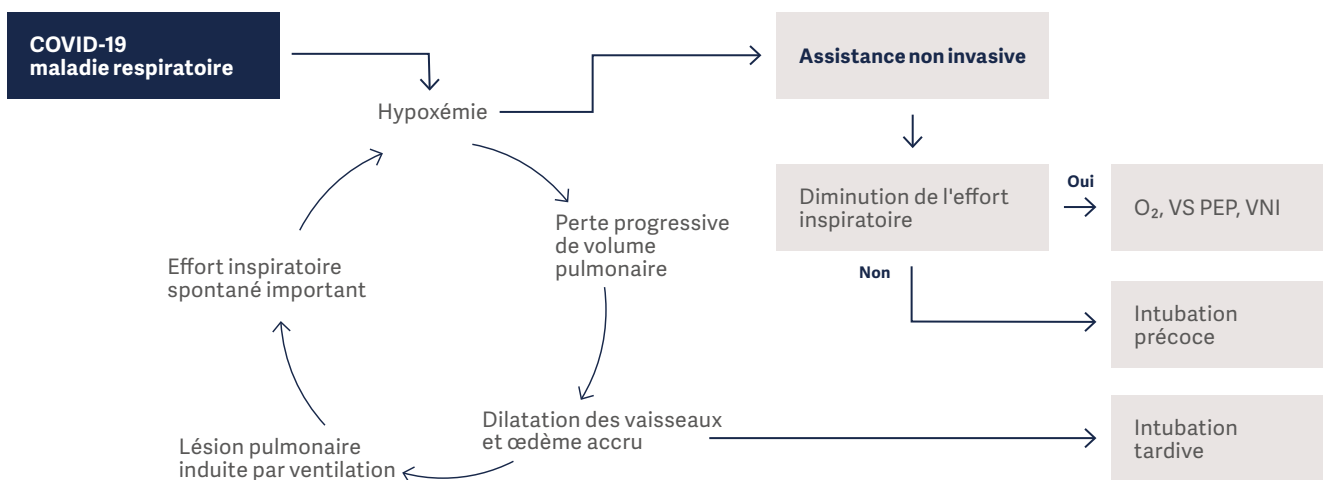 COVID-19
maladie respiratoire
Assistance non invasive
Hypoxémie
Diminution de l'effort
inspiratoire
Oui
O₂, VS PEP, VNI
Perte progressive
de volume
pulmonaire
Effort inspiratoire
spontané important
Non
Intubation
précoce
Dilatation des vaisseaux
et œdème accru
Intubation
tardive
Lésion pulmonaire
induite par ventilation